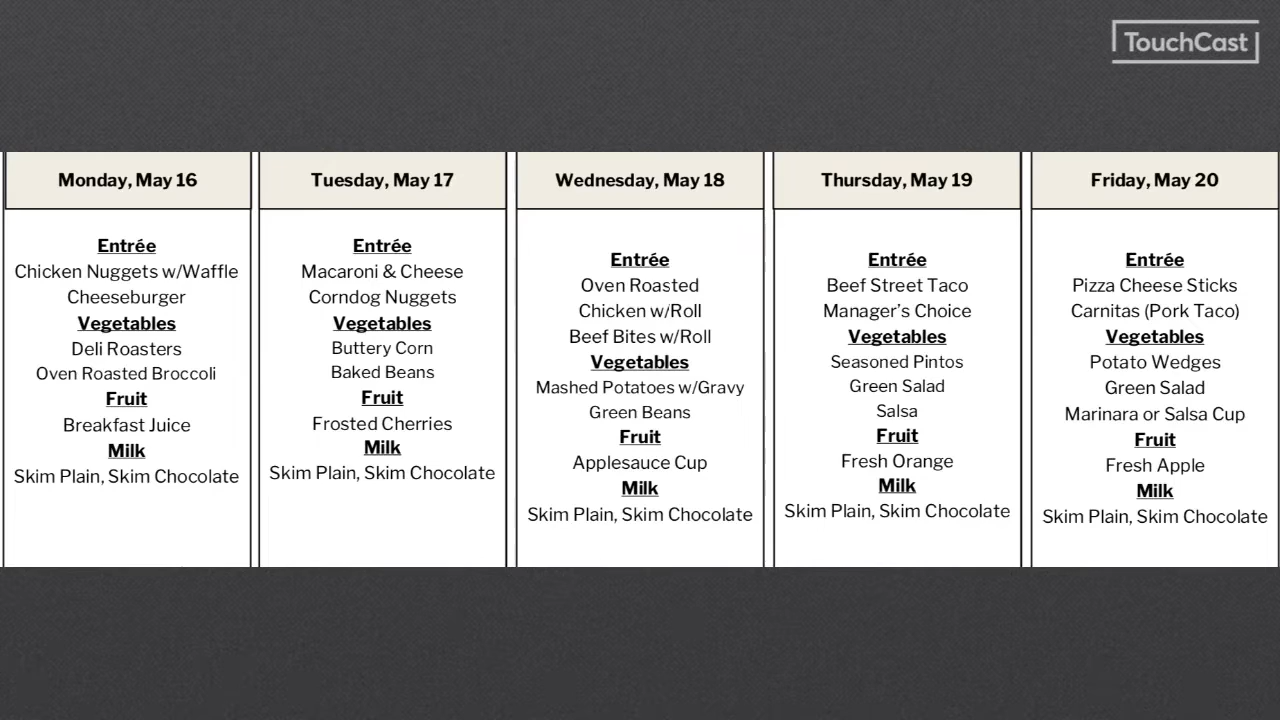 TouchCast
Monday, May 16
Entrée
Chicken Nuggets w/Waffle
Cheeseburger
Vegetables
Deli Roasters
Oven Roasted Broccoli
Fruit
Breakfast Juice
Milk
Skim Plain, Skim Chocolate
Tuesday, May 17
Entrée
Macaroni & Cheese
Corndog Nuggets
Vegetables
Buttery Corn
Baked Beans
Fruit
Frosted Cherries
Milk
Skim Plain, Skim Chocolate
Wednesday, May 18
Entrée
Oven Roasted
Chicken w/Roll
Beef Bites w/Roll
Vegetables
Mashed Potatoes w/Gravy
Green Beans
Fruit
Applesauce Cup
Milk
Skim Plain, Skim Chocolate
Thursday, May 19
Entrée
Beef Street Taco
Manager’s Choice
Vegetables
Seasoned Pintos
Green Salad
Salsa
Fruit
Fresh Orange
Milk
Skim Plain, Skim Chocolate
Friday, May 20
Entrée
Pizza Cheese Sticks
Carnitas (Pork Taco)
Vegetables
Potato Wedges
Green Salad
Marinara or Salsa Cup
Fruit
Fresh Apple
Milk
Skim Plain, Skim Chocolate